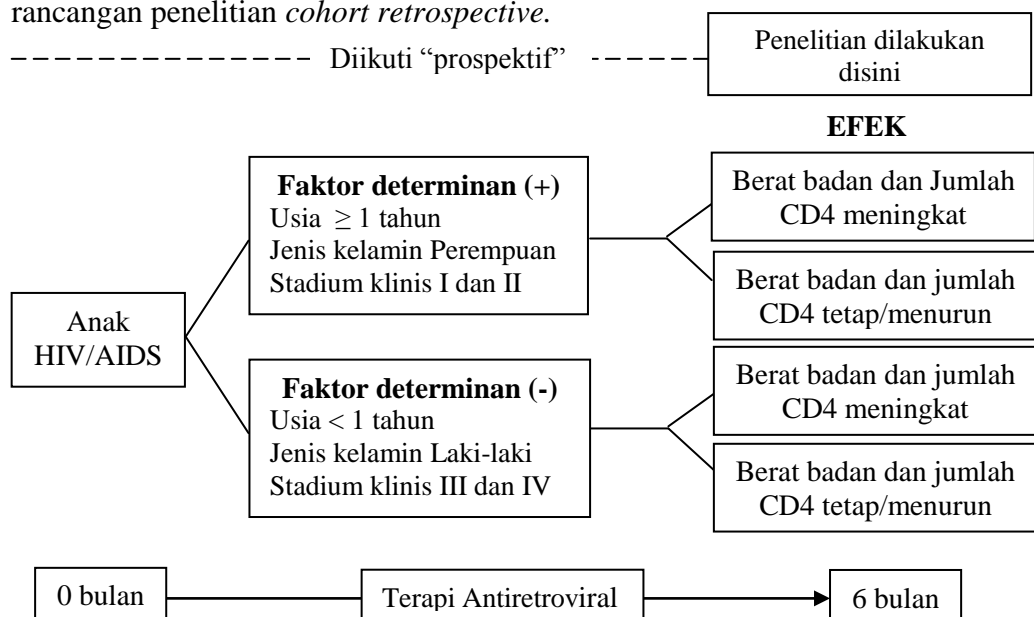 rancangan penelitian cohort retrospective.
Diikuti “prospektif”
Penelitian dilakukan
disini
EFEK
Faktor determinan (+)
Usia ≥ 1 tahun
Jenis kelamin Perempuan
Stadium klinis I dan II
Berat badan dan Jumlah
CD4 meningkat
Berat badan dan jumlah
CD4 tetap/menurun
Anak
HIV/AIDS
Faktor determinan (-)
Usia < 1 tahun
Jenis kelamin Laki-laki
Stadium klinis III dan IV
Berat badan dan jumlah
CD4 meningkat
Berat badan dan jumlah
CD4 tetap/menurun
0 bulan
Terapi Antiretroviral
6 bulan